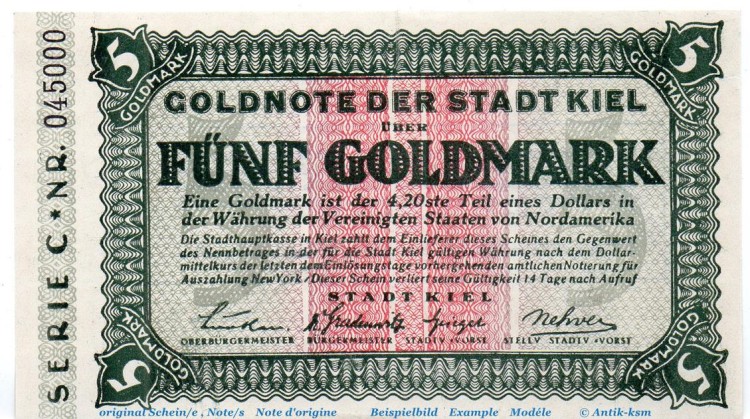 SERIE C * NR. 045000
5 GOLDMARK
5 GOLDMARK
GOLDNOTE DER STADT KIEL
ÜBER
FÜNF GOLDMARK
Eine Goldmark ist der 4,20ste Teil eines Dollars in
der Währung der Vereinigten Staaten von Nordamerika
Die Stadthauptkasse in Kiel zahlt dem Einlieferer dieses Scheines den Gegenwert
des Nennbetrages in der für die Stadt Kiel gültigen Währung nach dem Dollar-
mittelkurs der letzten dem Einlösungstage vorhergehenden amtlichen Notierung für
Auszahlung New York / Dieser Schein verliert seine Gültigkeit 14 Tage nach Aufruf
STADT KIEL
OBERBÜRGERMEISTER BÜRGERMEISTER STADTV.VORST STELLV STADTV.VORST
GOLDMARK 5
GOLDMARK 5
original Schein/e , Note/s Note d'origine Beispielbild Example Modéle © Antik-ksm